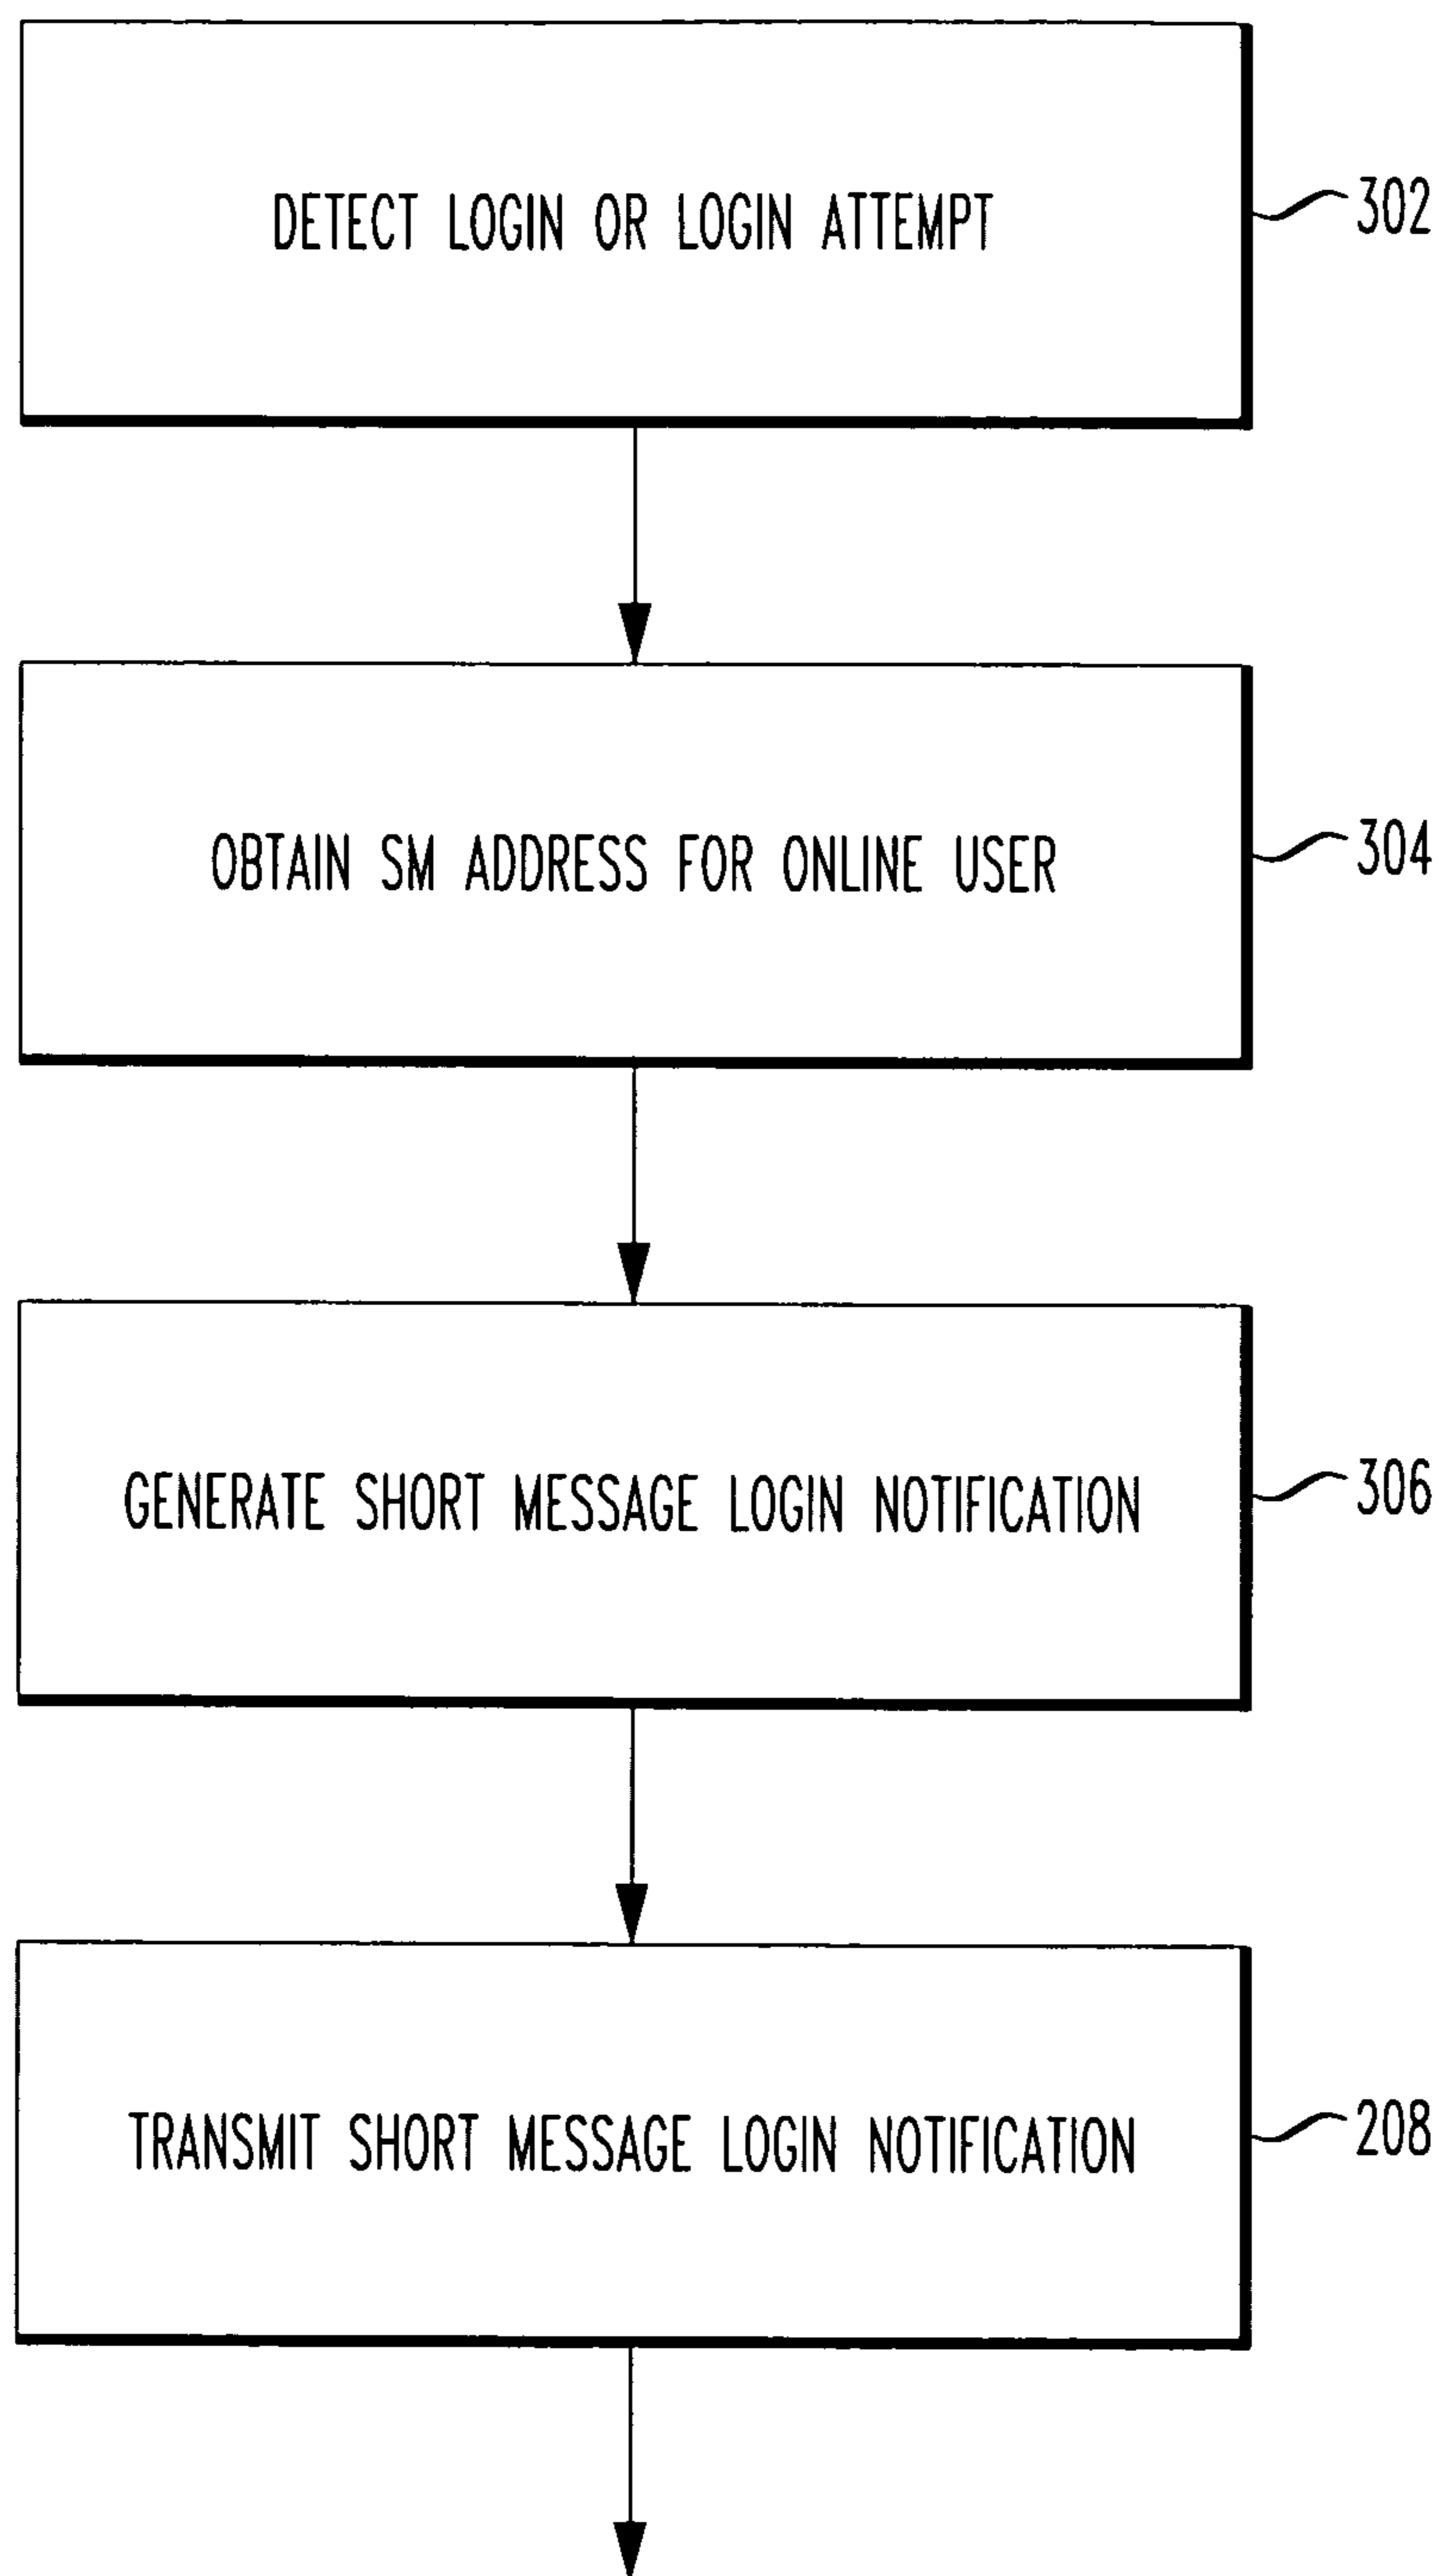 DETECT LOGIN OR LOGIN ATTEMPT
302
OBTAIN SM ADDRESS FOR ONLINE USER
304
GENERATE SHORT MESSAGE LOGIN NOTIFICATION
306
TRANSMIT SHORT MESSAGE LOGIN NOTIFICATION
208